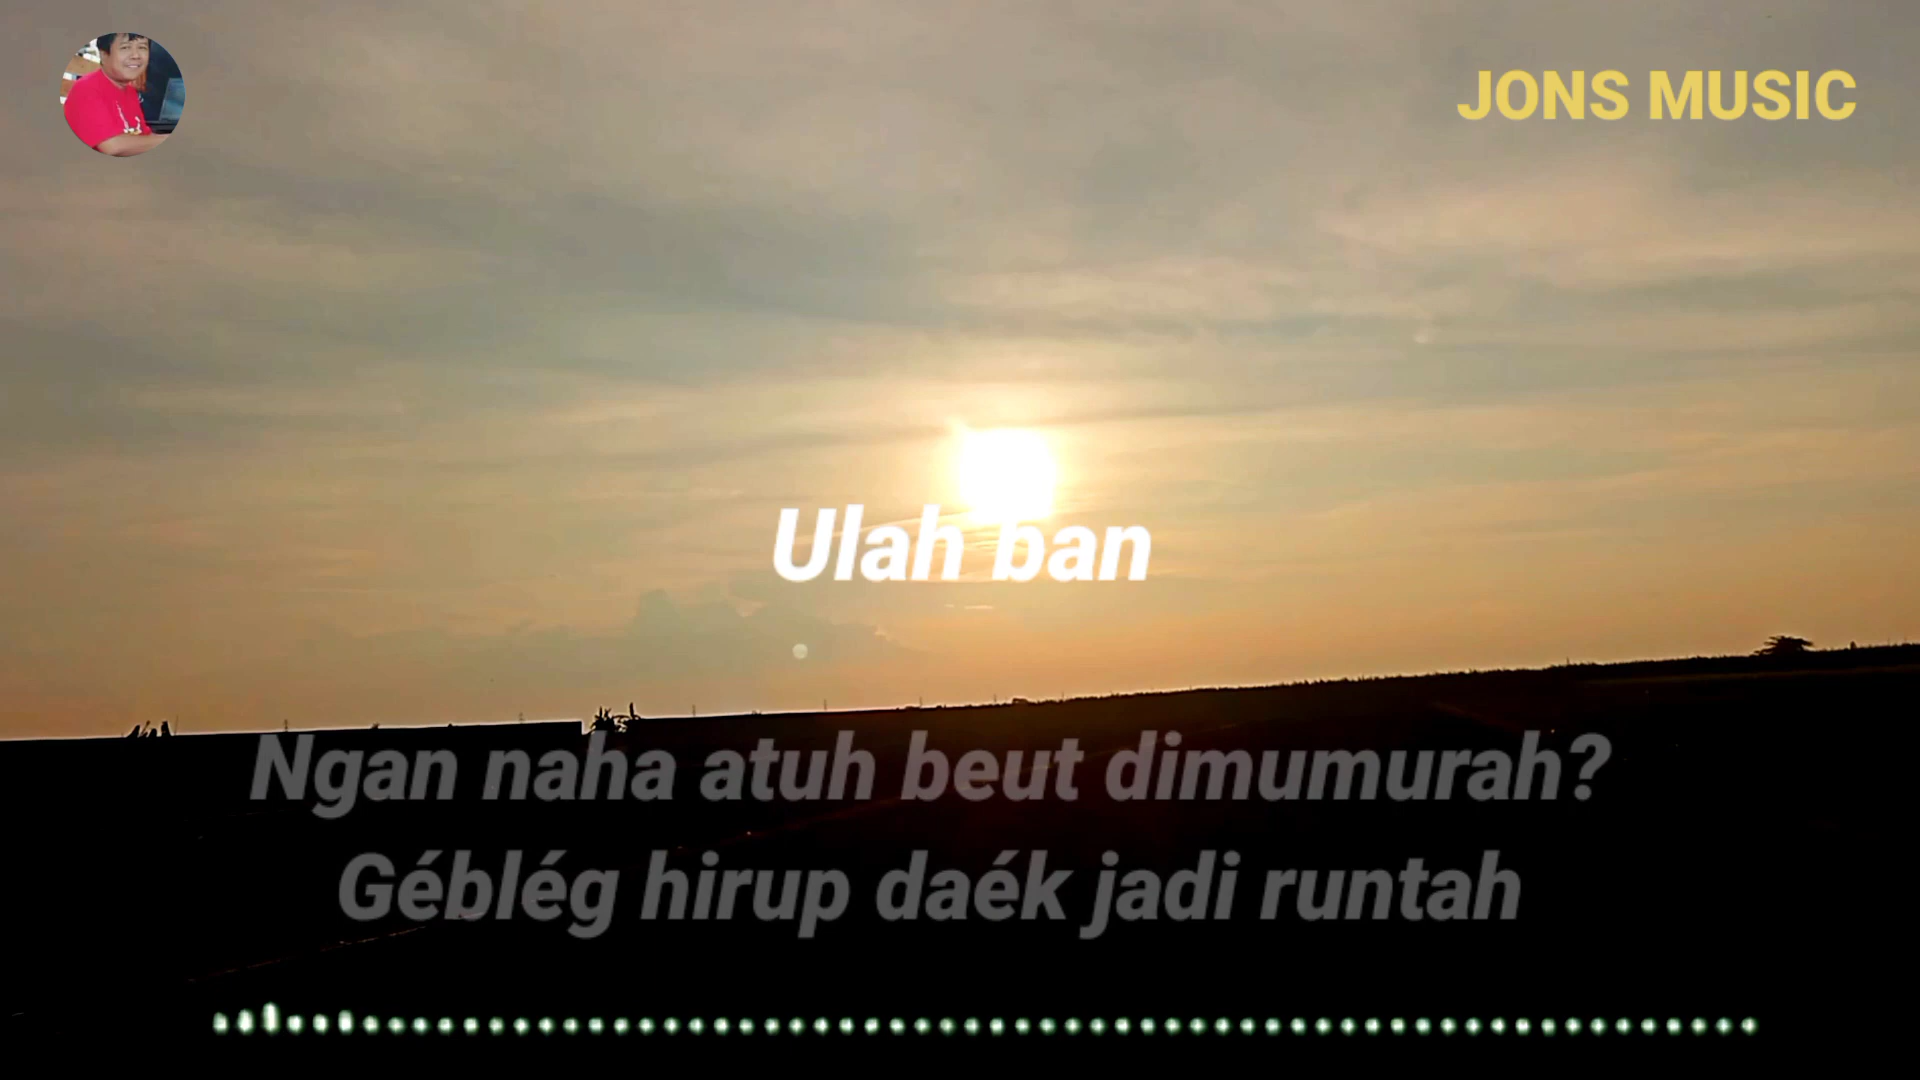 JONS MUSIC
Ulah ban
Ngan naha atuh beut dimumurah?
Géblég hirup daék jadi runtah